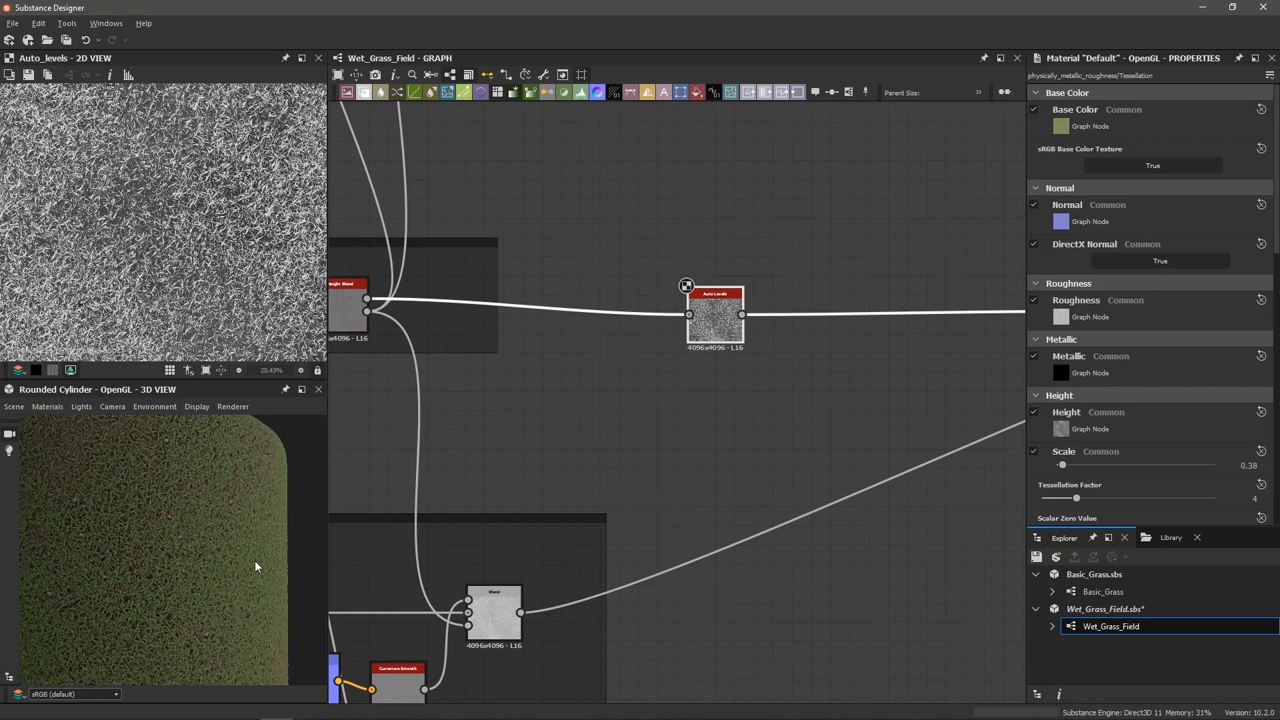 Substance Designer
File Edit Tools Windows Help
Auto_levels - 2D VIEW
UV
20.43%
Rounded Cylinder - OpenGL - 3D VIEW
Scene Materials Lights Camera Environment Display Renderer
sRGB (default)
Wet_Grass_Field - GRAPH
Parent Size:
Height Blend
x4096 - L16
Auto Levels
4096x4096 - L16
Blend
4096x4096 - L16
Curvature Smooth
Material "Default" - OpenGL - PROPERTIES
physically_metallic_roughness/Tessellation
Base Color
Base Color Common
Graph Node
sRGB Base Color Texture
True
Normal
Normal Common
Graph Node
DirectX Normal Common
True
Roughness
Roughness Common
Graph Node
Metallic
Metallic Common
Graph Node
Height
Height Common
Graph Node
Scale Common
0.38
Tessellation Factor
4
Scalar Zero Value
Explorer Library
Basic_Grass.sbs
Basic_Grass
Wet_Grass_Field.sbs*
Wet_Grass_Field
Substance Engine: Direct3D 11 Memory: 31% Version: 10.2.0